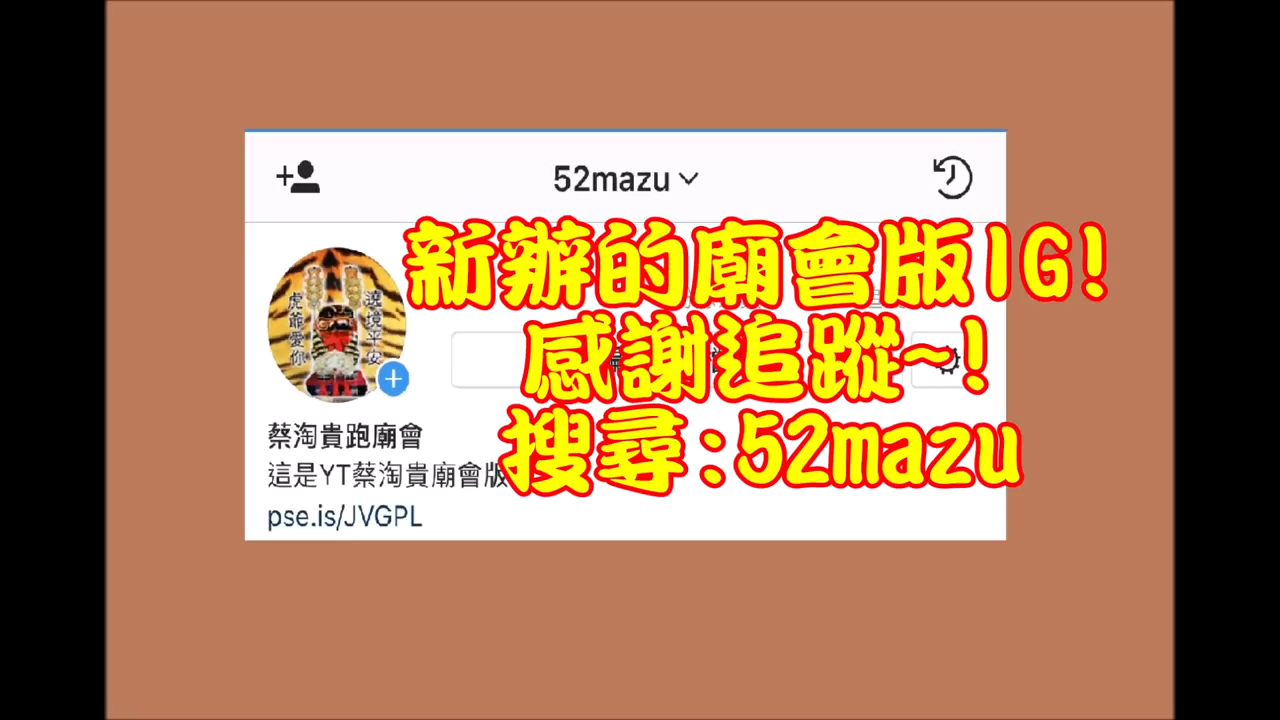 52mazu
新辦的廟會版IG!
感謝追蹤~!
搜尋:52mazu
虎爺愛你
遶境平安
蔡淘貴跑廟會
這是YT蔡淘貴廟會版
pse.is/JVGPL